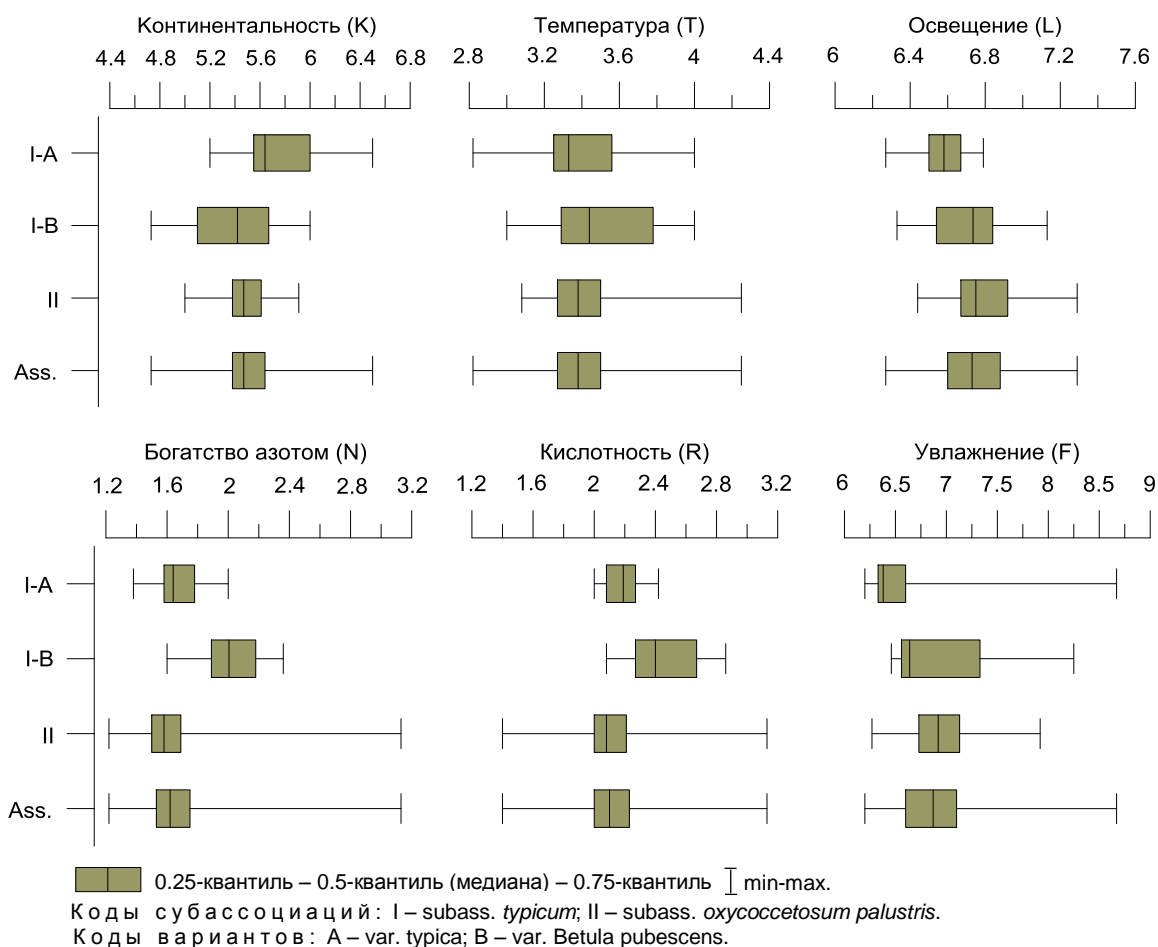 Континентальность (K)
4.4 4.8 5.2 5.6 6 6.4 6.8
Температура (T)
2.8 3.2 3.6 4 4.4
Освещение (L)
6 6.4 6.8 7.2 7.6
I-A
I-B
II
Ass.
Богатство азотом (N)
1.2 1.6 2 2.4 2.8 3.2
Кислотность (R)
1.2 1.6 2 2.4 2.8 3.2
Увлажнение (F)
6 6.5 7 7.5 8 8.5 9
I-A
I-B
II
Ass.
0.25-квантиль – 0.5-квантиль (медиана) – 0.75-квантиль min-max.
Коды субассоциаций: I – subass. typicum; II – subass. oxycoccetosum palustris.
Коды вариантов: A – var. typica; B – var. Betula pubescens.